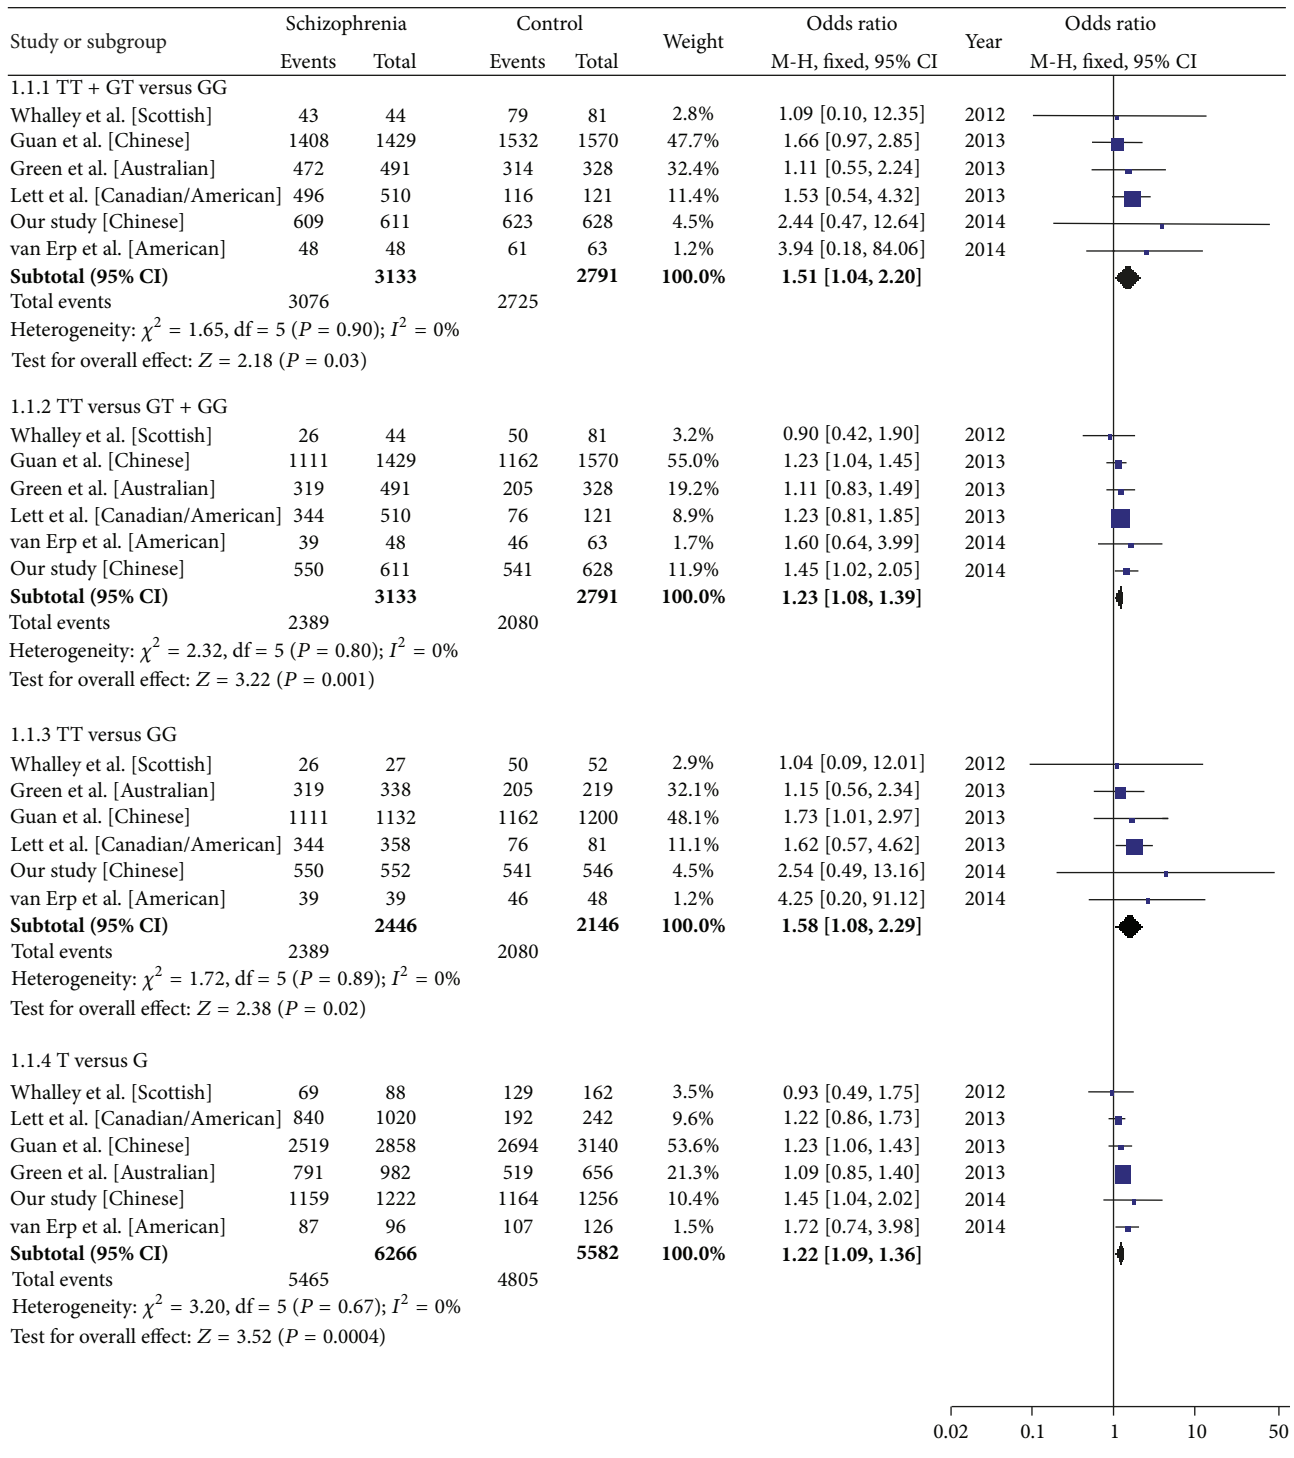 Study or subgroup Schizophrenia Control Weight Odds ratio Year Odds ratio
Events Total Events Total M-H, fixed, 95% CI M-H, fixed, 95% CI
1.1.1 TT + GT versus GG
Whalley et al. [Scottish] 43 44 79 81 2.8% 1.09 [0.10, 12.35] 2012
Guan et al. [Chinese] 1408 1429 1532 1570 47.7% 1.66 [0.97, 2.85] 2013
Green et al. [Australian] 472 491 314 328 32.4% 1.11 [0.55, 2.24] 2013
Lett et al. [Canadian/American] 496 510 116 121 11.4% 1.53 [0.54, 4.32] 2013
Our study [Chinese] 609 611 623 628 4.5% 2.44 [0.47, 12.64] 2014
van Erp et al. [American] 48 48 61 63 1.2% 3.94 [0.18, 84.06] 2014
Subtotal (95% CI) 3133 2791 100.0% 1.51 [1.04, 2.20]
Total events 3076 2725
Heterogeneity: χ² = 1.65, df = 5 (P = 0.90); I² = 0%
Test for overall effect: Z = 2.18 (P = 0.03)
1.1.2 TT versus GT + GG
Whalley et al. [Scottish] 26 44 50 81 3.2% 0.90 [0.42, 1.90] 2012
Guan et al. [Chinese] 1111 1429 1162 1570 55.0% 1.23 [1.04, 1.45] 2013
Green et al. [Australian] 319 491 205 328 19.2% 1.11 [0.83, 1.49] 2013
Lett et al. [Canadian/American] 344 510 76 121 8.9% 1.23 [0.81, 1.85] 2013
van Erp et al. [American] 39 48 46 63 1.7% 1.60 [0.64, 3.99] 2014
Our study [Chinese] 550 611 541 628 11.9% 1.45 [1.02, 2.05] 2014
Subtotal (95% CI) 3133 2791 100.0% 1.23 [1.08, 1.39]
Total events 2389 2080
Heterogeneity: χ² = 2.32, df = 5 (P = 0.80); I² = 0%
Test for overall effect: Z = 3.22 (P = 0.001)
1.1.3 TT versus GG
Whalley et al. [Scottish] 26 27 50 52 2.9% 1.04 [0.09, 12.01] 2012
Green et al. [Australian] 319 338 205 219 32.1% 1.15 [0.56, 2.34] 2013
Guan et al. [Chinese] 1111 1132 1162 1200 48.1% 1.73 [1.01, 2.97] 2013
Lett et al. [Canadian/American] 344 358 76 81 11.1% 1.62 [0.57, 4.62] 2013
Our study [Chinese] 550 552 541 546 4.5% 2.54 [0.49, 13.16] 2014
van Erp et al. [American] 39 39 46 48 1.2% 4.25 [0.20, 91.12] 2014
Subtotal (95% CI) 2446 2146 100.0% 1.58 [1.08, 2.29]
Total events 2389 2080
Heterogeneity: χ² = 1.72, df = 5 (P = 0.89); I² = 0%
Test for overall effect: Z = 2.38 (P = 0.02)
1.1.4 T versus G
Whalley et al. [Scottish] 69 88 129 162 3.5% 0.93 [0.49, 1.75] 2012
Lett et al. [Canadian/American] 840 1020 192 242 9.6% 1.22 [0.86, 1.73] 2013
Guan et al. [Chinese] 2519 2858 2694 3140 53.6% 1.23 [1.06, 1.43] 2013
Green et al. [Australian] 791 982 519 656 21.3% 1.09 [0.85, 1.40] 2013
Our study [Chinese] 1159 1222 1164 1256 10.4% 1.45 [1.04, 2.02] 2014
van Erp et al. [American] 87 96 107 126 1.5% 1.72 [0.74, 3.98] 2014
Subtotal (95% CI) 6266 5582 100.0% 1.22 [1.09, 1.36]
Total events 5465 4805
Heterogeneity: χ² = 3.20, df = 5 (P = 0.67); I² = 0%
Test for overall effect: Z = 3.52 (P = 0.0004)
0.02 0.1 1 10 50